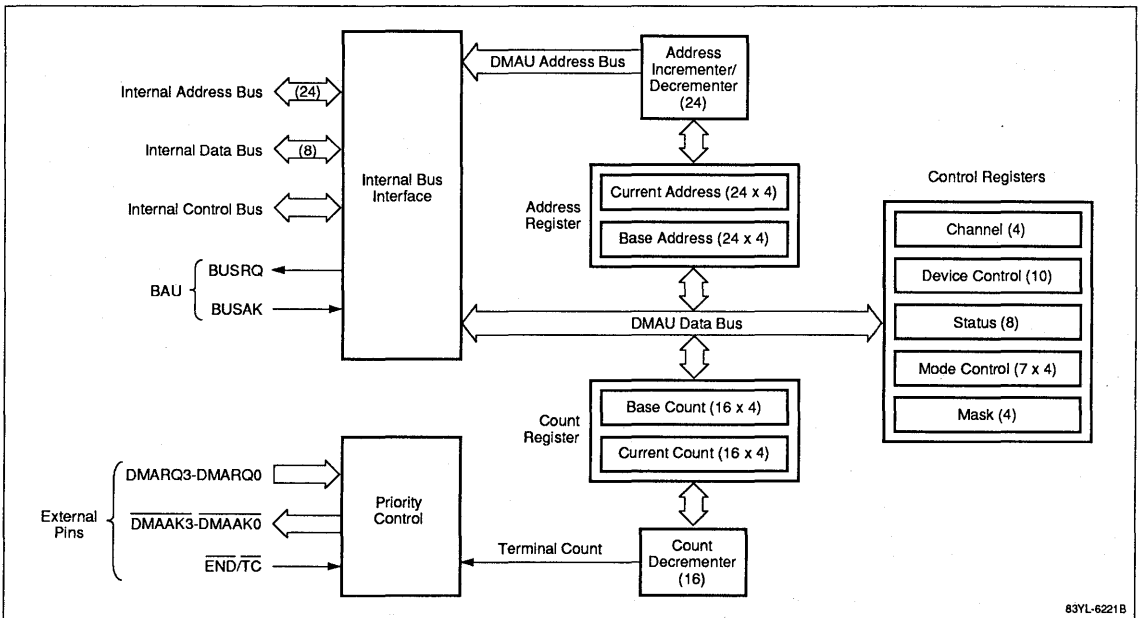 DMAU Address Bus
Address
Incrementer/
Decrementer
(24)
Internal Address Bus
(24)
Internal Data Bus
(8)
Internal Control Bus
Internal Bus
Interface
BAU
BUSRQ
BUSAK
Address
Register
Current Address (24 x 4)
Base Address (24 x 4)
DMAU Data Bus
Control Registers
Channel (4)
Device Control (10)
Status (8)
Mode Control (7 x 4)
Mask (4)
Count
Register
Base Count (16 x 4)
Current Count (16 x 4)
External
Pins
DMARQ3-DMARQ0
DMAAK3-DMAAK0
END/TC
Priority
Control
Terminal Count
Count
Decrementer
(16)
83YL-6221B